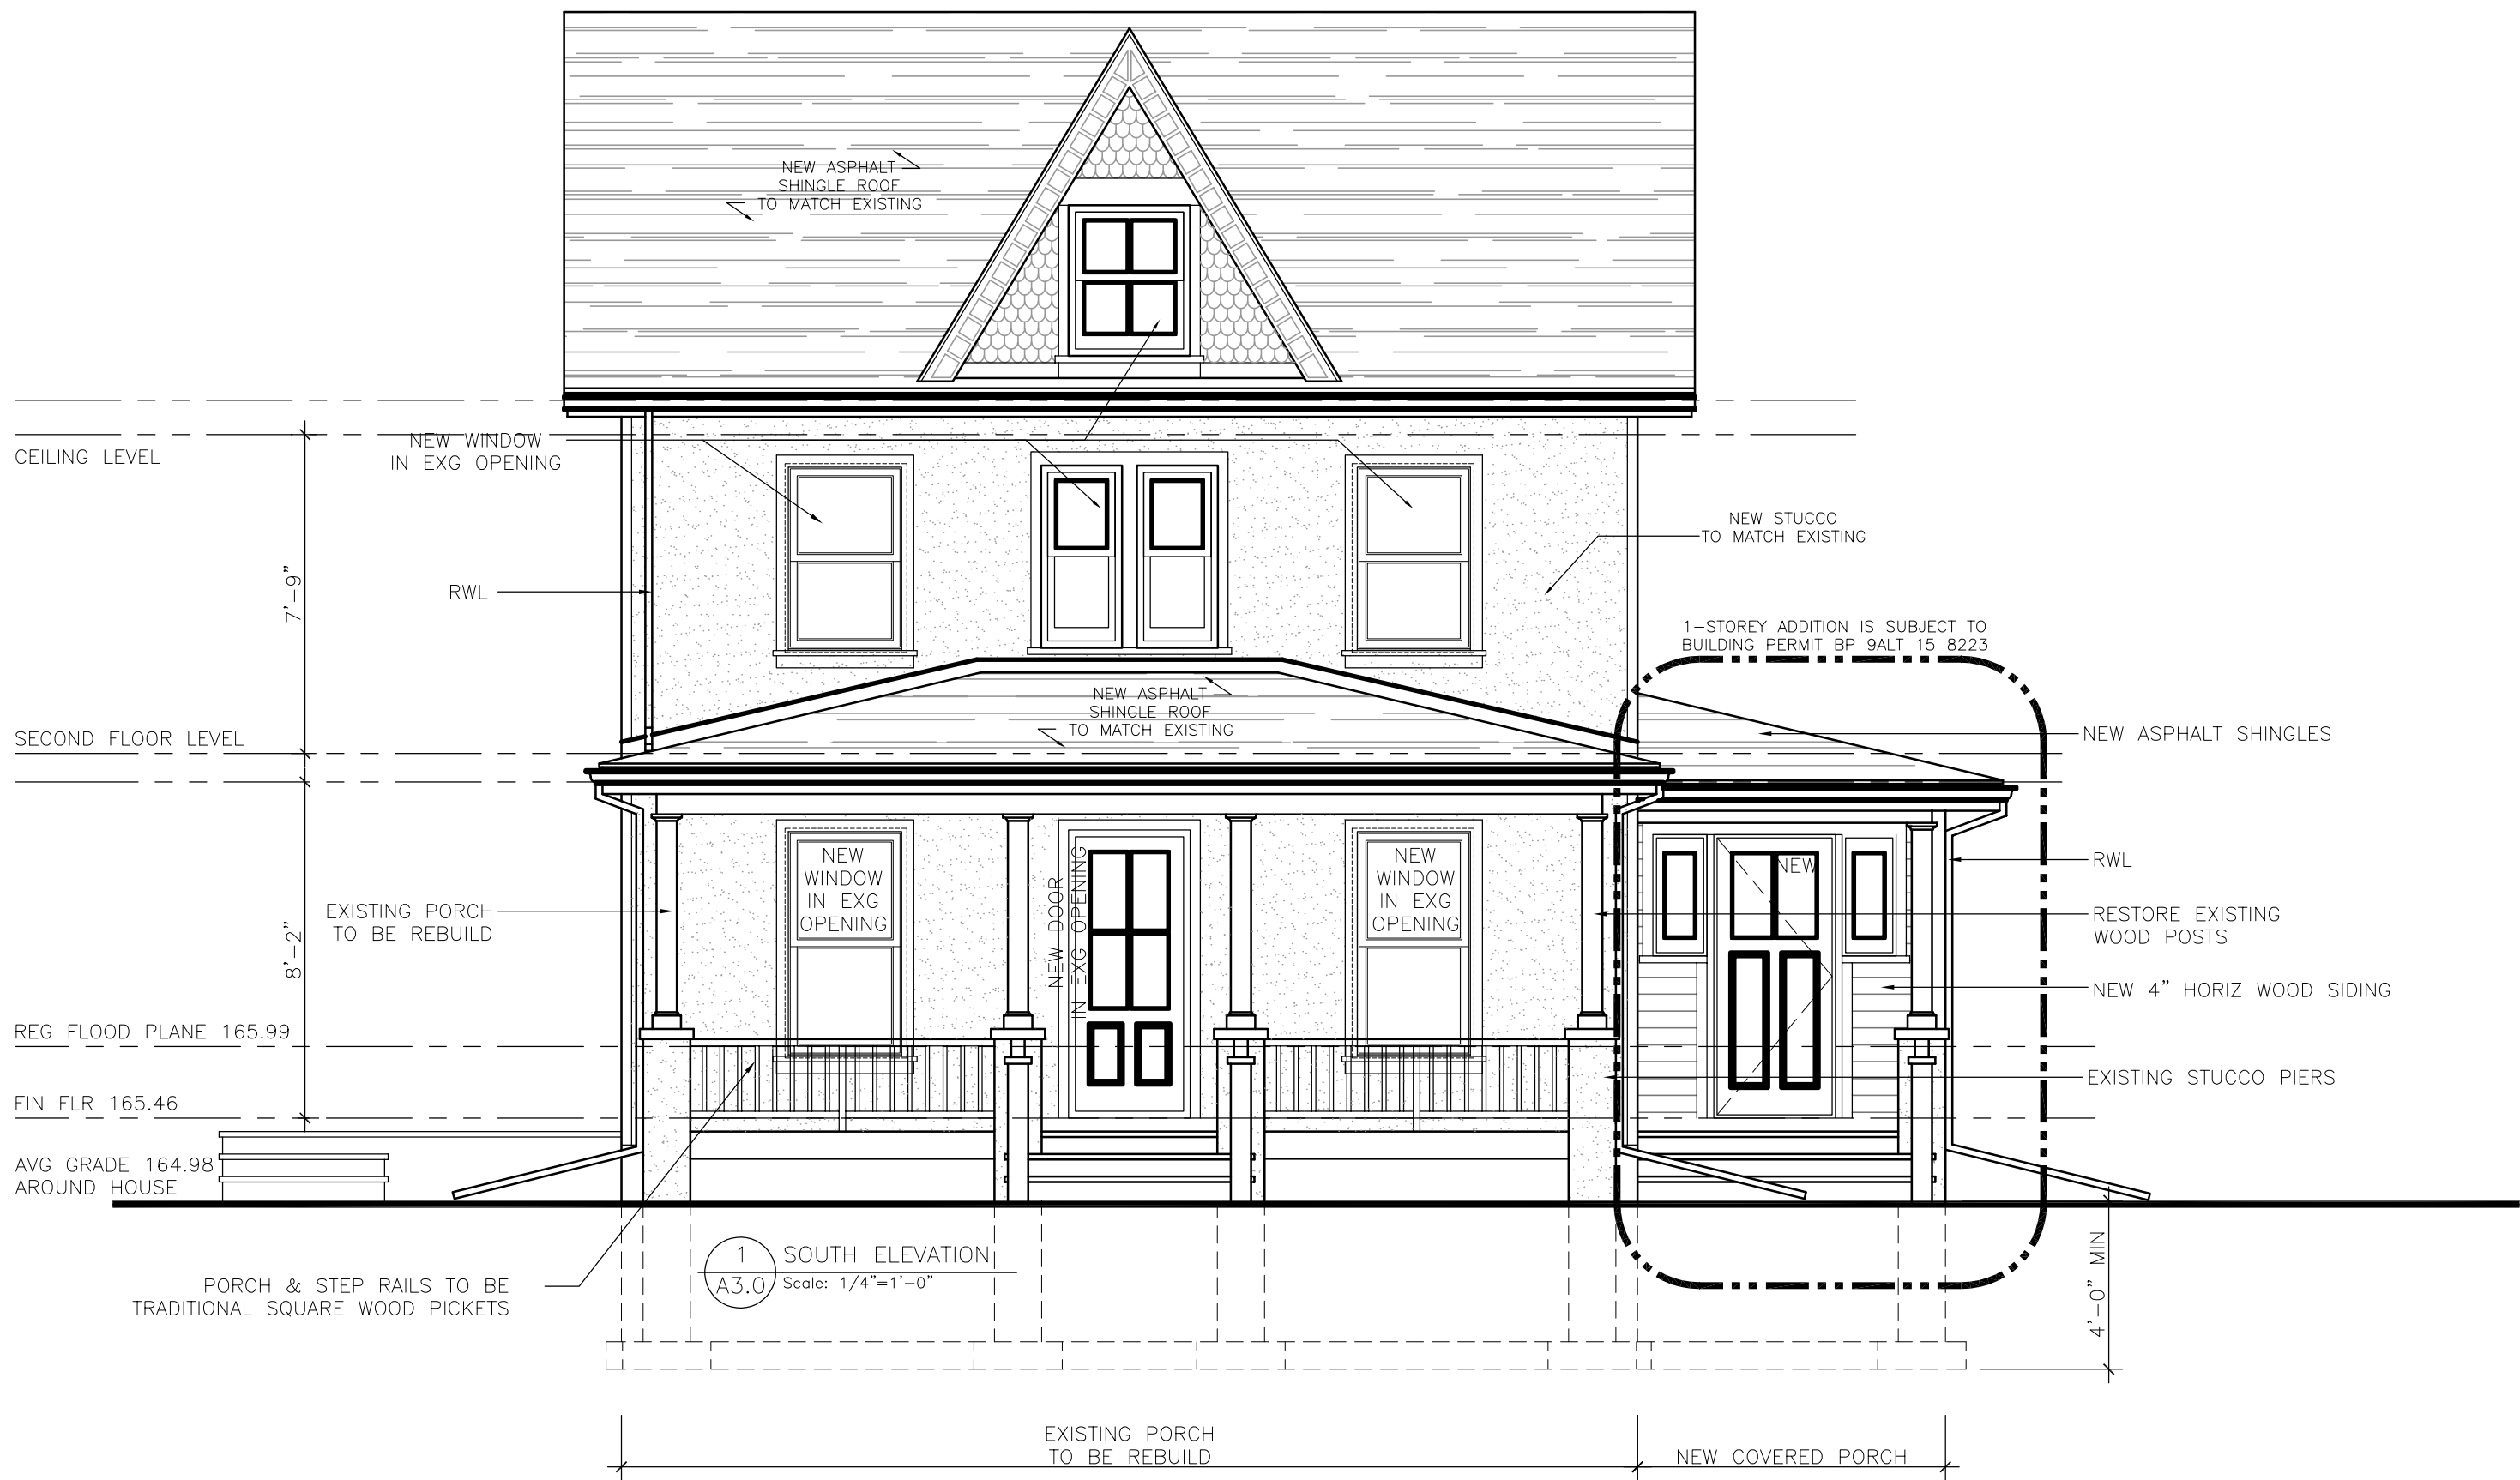 NEW ASPHALT
SHINGLE ROOF
TO MATCH EXISTING
CEILING LEVEL
NEW WINDOW
IN EXG OPENING
7'-9"
RWL
NEW STUCCO
TO MATCH EXISTING
1-STOREY ADDITION IS SUBJECT TO
BUILDING PERMIT BP 9ALT 15 8223
NEW ASPHALT
SHINGLE ROOF
TO MATCH EXISTING
SECOND FLOOR LEVEL
NEW ASPHALT SHINGLES
8'-2"
EXISTING PORCH
TO BE REBUILD
NEW
WINDOW
IN EXG
OPENING
NEW DOOR
IN EXG OPENING
NEW
WINDOW
IN EXG
OPENING
NEW
RWL
RESTORE EXISTING
WOOD POSTS
NEW 4" HORIZ WOOD SIDING
REG FLOOD PLANE 165.99
EXISTING STUCCO PIERS
FIN FLR 165.46
AVG GRADE 164.98
AROUND HOUSE
PORCH & STEP RAILS TO BE
TRADITIONAL SQUARE WOOD PICKETS
1
A3.0
SOUTH ELEVATION
Scale: 1/4"=1'-0"
4'-0" MIN
EXISTING PORCH
TO BE REBUILD
NEW COVERED PORCH